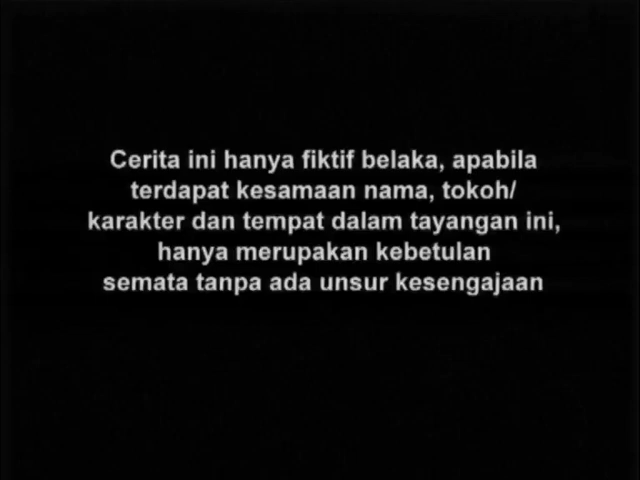 Cerita ini hanya fiktif belaka, apabila
terdapat kesamaan nama, tokoh/
karakter dan tempat dalam tayangan ini,
hanya merupakan kebetulan
semata tanpa ada unsur kesengajaan